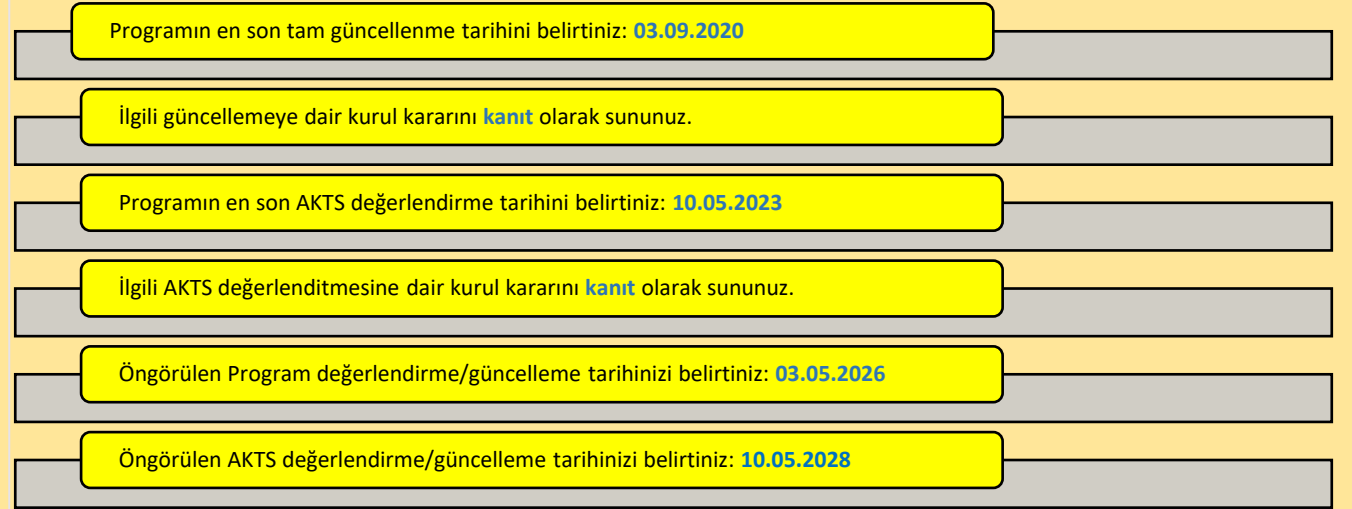 Programın en son tam güncellenme tarihini belirtiniz: 03.09.2020
İlgili güncellemeye dair kurul kararını kanıt olarak sununuz.
Programın en son AKTS değerlendirme tarihini belirtiniz: 10.05.2023
İlgili AKTS değerlenditmesine dair kurul kararını kanıt olarak sununuz.
Öngörülen Program değerlendirme/güncelleme tarihinizi belirtiniz: 03.05.2026
Öngörülen AKTS değerlendirme/güncelleme tarihinizi belirtiniz: 10.05.2028